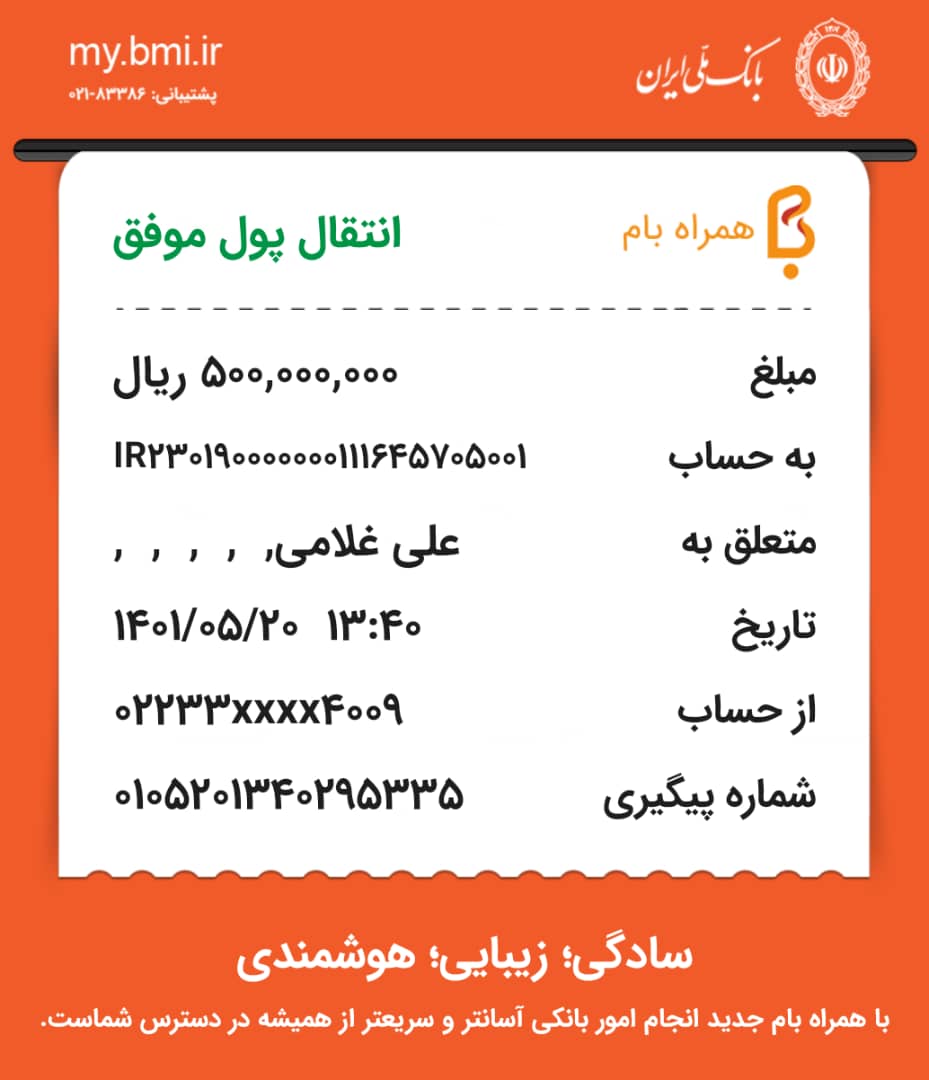 بانک ملّی ایران
my.bmi.ir
پشتیبانی: ۸۳۳۸۶-۰۲۱
همراه بام
انتقال پول موفق
مبلغ ۵۰۰,۰۰۰,۰۰۰ ریال
به حساب IR۲۳۰۱۹۰۰۰۰۰۰۰۱۱۱۶۴۵۷۰۵۰۰۱
متعلق به علی غلامی, , , , ,
تاریخ ۱۴۰۱/۰۵/۲۰ ۱۳:۴۰
از حساب ۰۲۲۳۳xxxx۴۰۰۹
شماره پیگیری ۰۱۰۵۲۰۱۳۴۰۲۹۵۳۳۵
سادگی؛ زیبایی؛ هوشمندی
با همراه بام جدید انجام امور بانکی آسانتر و سریعتر از همیشه در دسترس شماست.